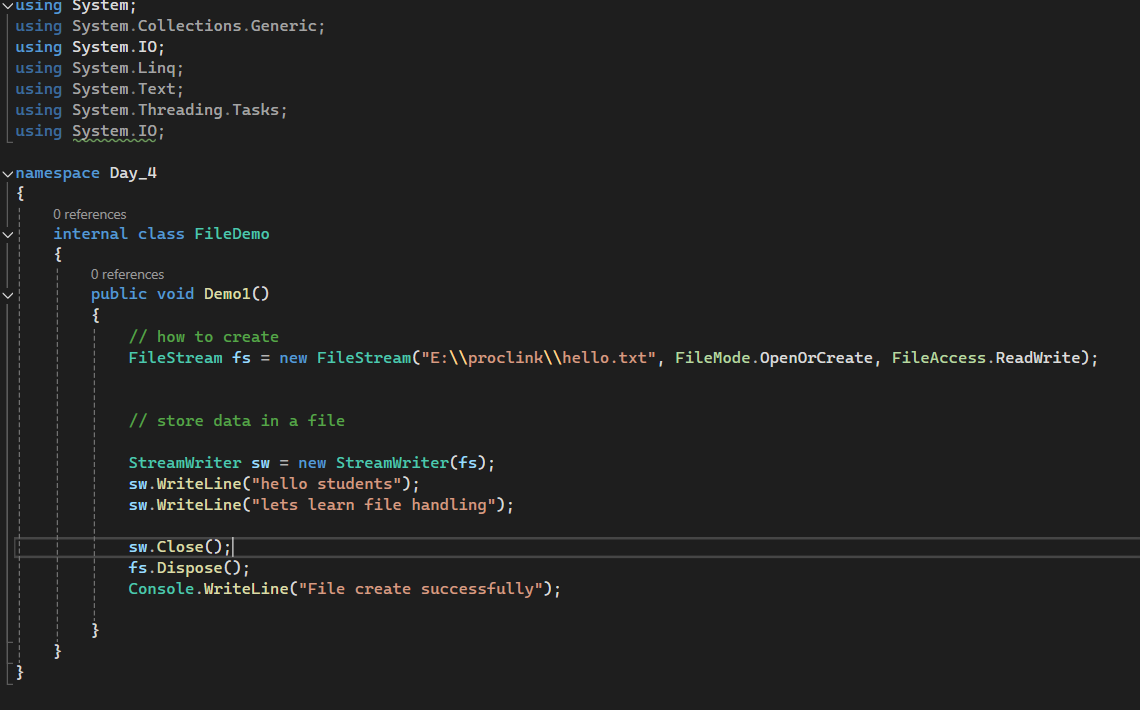 using System;
using System.Collections.Generic;
using System.IO;
using System.Linq;
using System.Text;
using System.Threading.Tasks;
using System.IO;
namespace Day_4
{
0 references
internal class FileDemo
{
0 references
public void Demo1()
{
// how to create
FileStream fs = new FileStream("E:\\proclink\\hello.txt", FileMode.OpenOrCreate, FileAccess.ReadWrite);
// store data in a file
StreamWriter sw = new StreamWriter(fs);
sw.WriteLine("hello students");
sw.WriteLine("lets learn file handling");
sw.Close();
fs.Dispose();
Console.WriteLine("File create successfully");
}
}
}